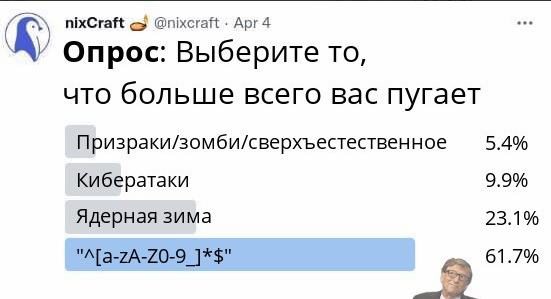 nixCraft 🪔 @nixcraft · Apr 4 ...
Опрос: Выберите то,
что больше всего вас пугает
Призраки/зомби/сверхъестественное 5.4%
Кибератаки 9.9%
Ядерная зима 23.1%
"^[a-zA-Z0-9_]*$" 61.7%